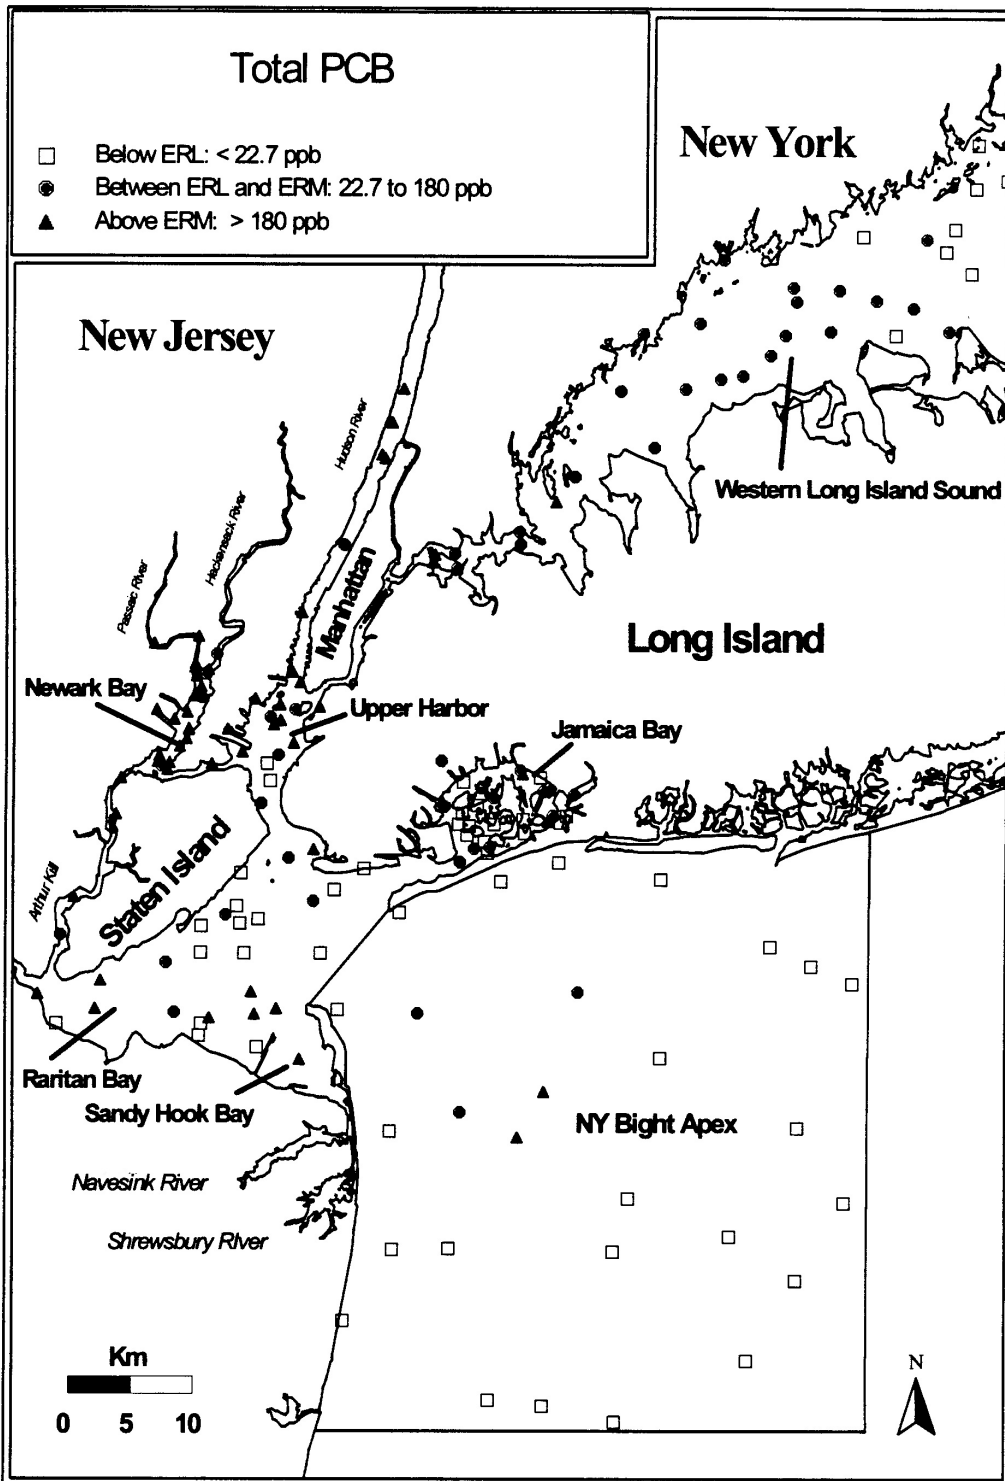 Total PCB
Below ERL: < 22.7 ppb
Between ERL and ERM: 22.7 to 180 ppb
Above ERM: > 180 ppb
New York
New Jersey
Hudson River
Hackensack River
Passaic River
Western Long Island Sound
Manhattan
Long Island
Newark Bay
Upper Harbor
Jamaica Bay
Staten Island
Arthur Kill
Raritan Bay
Sandy Hook Bay
NY Bight Apex
Navesink River
Shrewsbury River
Km
0 5 10
N